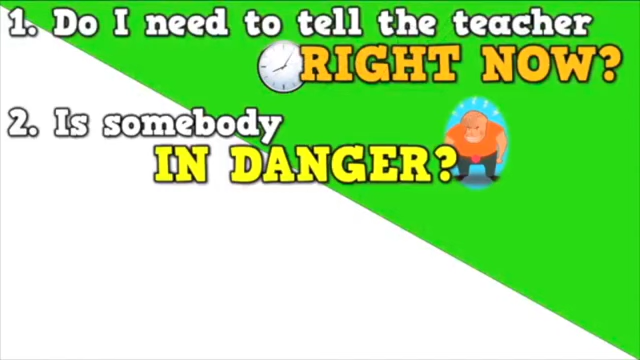 1. Do I need to tell the teacher
RIGHT NOW?
2. Is somebody
IN DANGER?